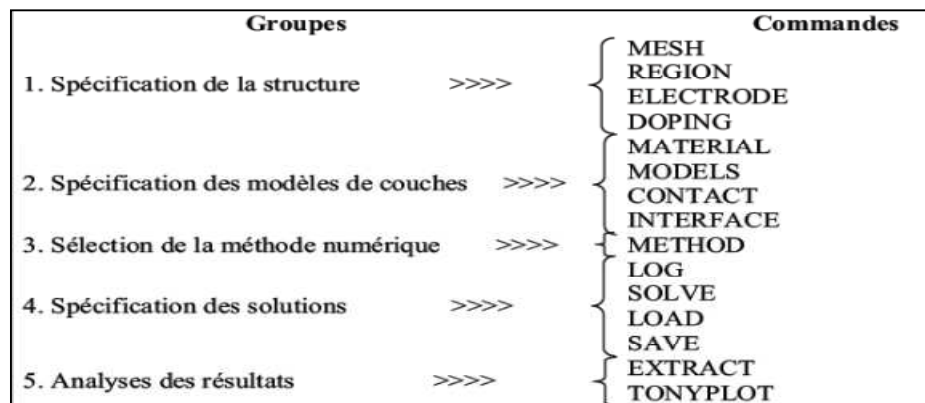 Groupes Commandes
MESH
REGION
1. Spécification de la structure >>>> ELECTRODE
DOPING
MATERIAL
2. Spécification des modèles de couches >>>> MODELS
CONTACT
INTERFACE
3. Sélection de la méthode numérique >>>> METHOD
LOG
4. Spécification des solutions >>>> SOLVE
LOAD
SAVE
5. Analyses des résultats >>>> EXTRACT
TONYPLOT